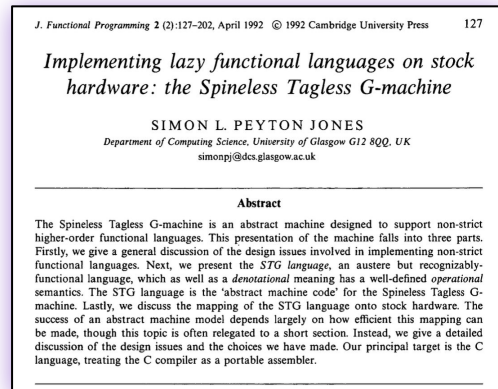 J. Functional Programming 2 (2):127–202, April 1992 © 1992 Cambridge University Press 127
Implementing lazy functional languages on stock
hardware: the Spineless Tagless G-machine
SIMON L. PEYTON JONES
Department of Computing Science, University of Glasgow G12 8QQ, UK
simonpj@dcs.glasgow.ac.uk
Abstract
The Spineless Tagless G-machine is an abstract machine designed to support non-strict
higher-order functional languages. This presentation of the machine falls into three parts.
Firstly, we give a general discussion of the design issues involved in implementing non-strict
functional languages. Next, we present the STG language, an austere but recognizably-
functional language, which as well as a denotational meaning has a well-defined operational
semantics. The STG language is the 'abstract machine code' for the Spineless Tagless G-
machine. Lastly, we discuss the mapping of the STG language onto stock hardware. The
success of an abstract machine model depends largely on how efficient this mapping can
be made, though this topic is often relegated to a short section. Instead, we give a detailed
discussion of the design issues and the choices we have made. Our principal target is the C
language, treating the C compiler as a portable assembler.